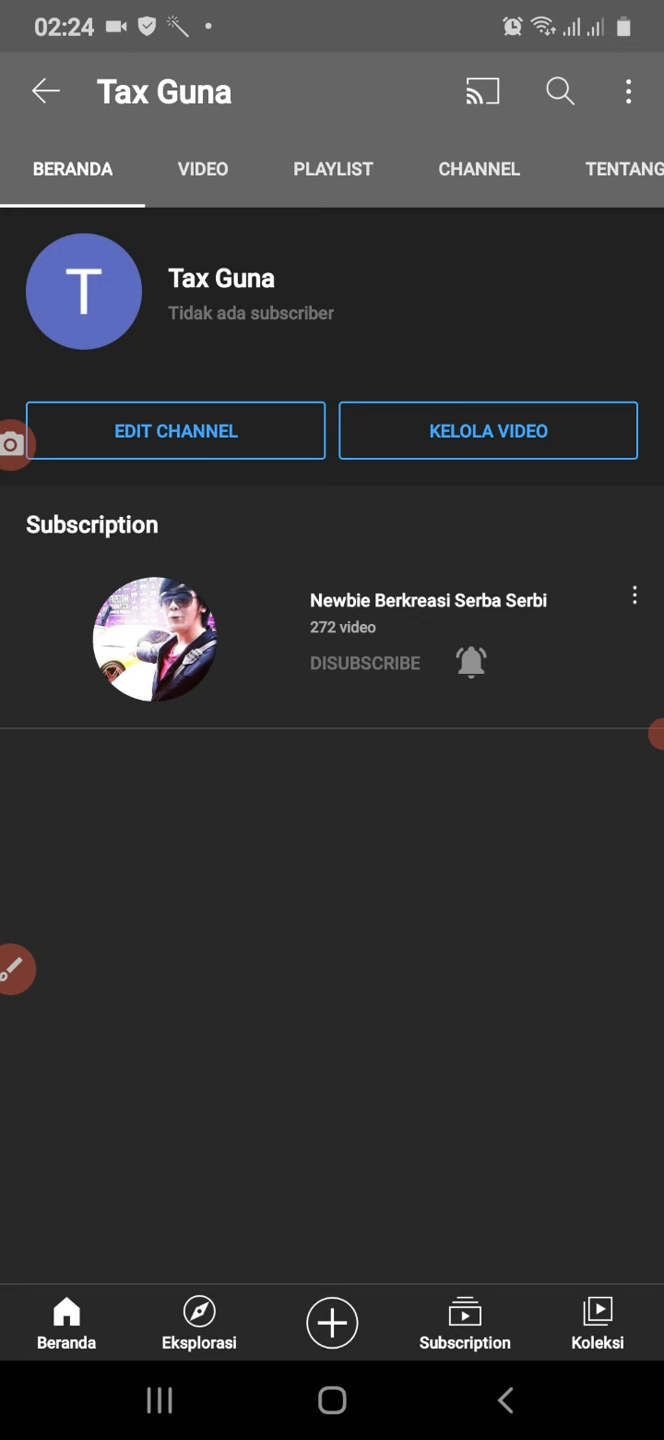 02:24
Tax Guna
BERANDA VIDEO PLAYLIST CHANNEL TENTANG
T
Tax Guna
Tidak ada subscriber
EDIT CHANNEL KELOLA VIDEO
Subscription
Newbie Berkreasi Serba Serbi
272 video
DISUBSCRIBE
Beranda Eksplorasi Subscription Koleksi